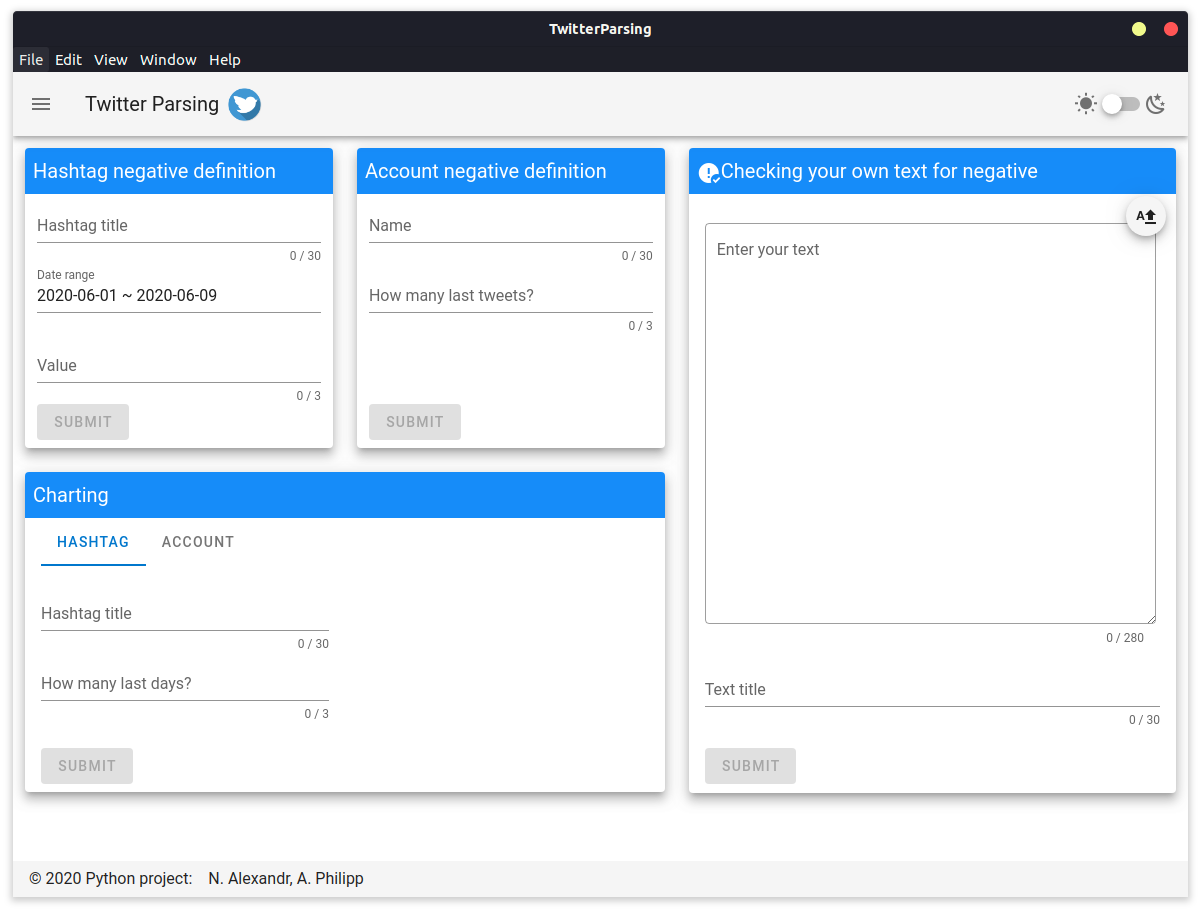 TwitterParsing
File Edit View Window Help
Twitter Parsing
Hashtag negative definition
Hashtag title
0 / 30
Date range
2020-06-01 ~ 2020-06-09
Value
0 / 3
SUBMIT
Account negative definition
Name
0 / 30
How many last tweets?
0 / 3
SUBMIT
Checking your own text for negative
A
Enter your text
0 / 280
Text title
0 / 30
SUBMIT
Charting
HASHTAG ACCOUNT
Hashtag title
0 / 30
How many last days?
0 / 3
SUBMIT
© 2020 Python project: N. Alexandr, A. Philipp